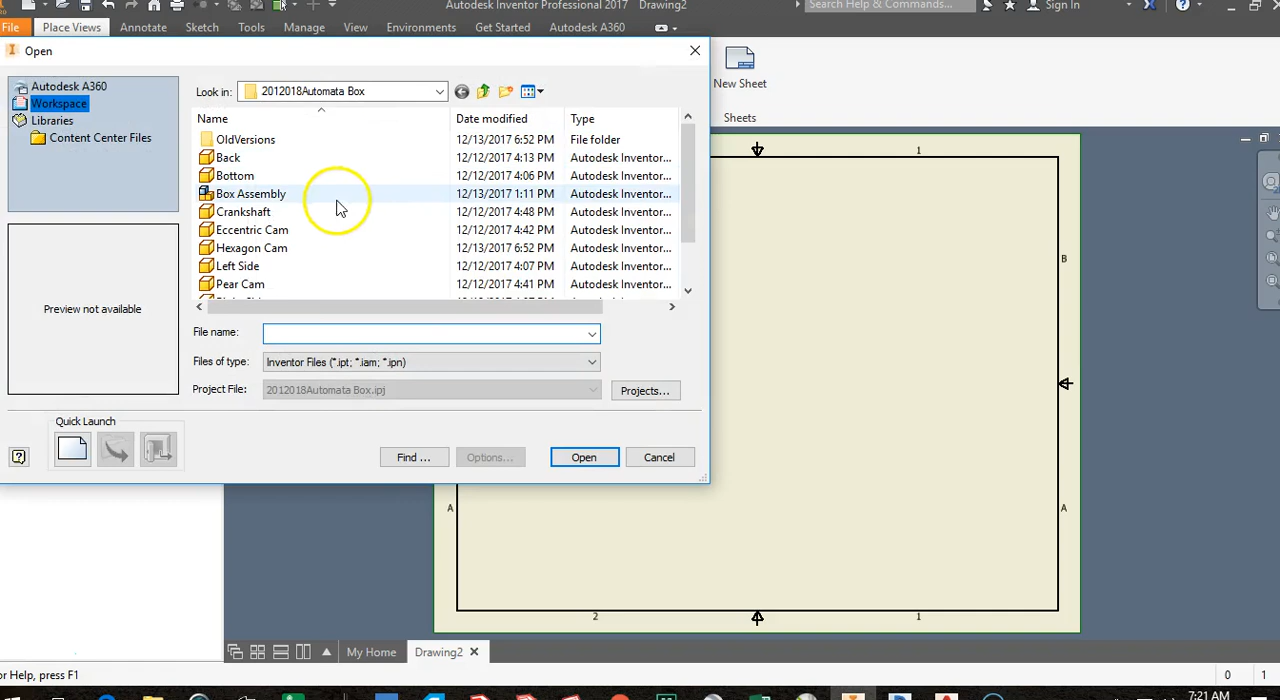 Autodesk Inventor Professional 2017 Drawing2
Search Help & Commands...
Sign In
File Place Views Annotate Sketch Tools Manage View Environments Get Started Autodesk A360
Open
New Sheet
Sheets
Autodesk A360
Workspace
Libraries
Content Center Files
Look in: 2012018Automata Box
Name Date modified Type
OldVersions 12/13/2017 6:52 PM File folder
Back 12/12/2017 4:13 PM Autodesk Inventor...
Bottom 12/12/2017 4:06 PM Autodesk Inventor...
Box Assembly 12/13/2017 1:11 PM Autodesk Inventor...
Crankshaft 12/12/2017 4:48 PM Autodesk Inventor...
Eccentric Cam 12/12/2017 4:42 PM Autodesk Inventor...
Hexagon Cam 12/13/2017 6:52 PM Autodesk Inventor...
Left Side 12/12/2017 4:07 PM Autodesk Inventor...
Pear Cam 12/12/2017 4:41 PM Autodesk Inventor...
Preview not available
File name:
Files of type: Inventor Files (*.ipt; *.iam; *.ipn)
Project File: 2012018Automata Box.ipj
Projects...
Quick Launch
Find ... Options... Open Cancel
1
B
A
A
2
1
My Home Drawing2
or Help, press F1
0 1
7:21 AM